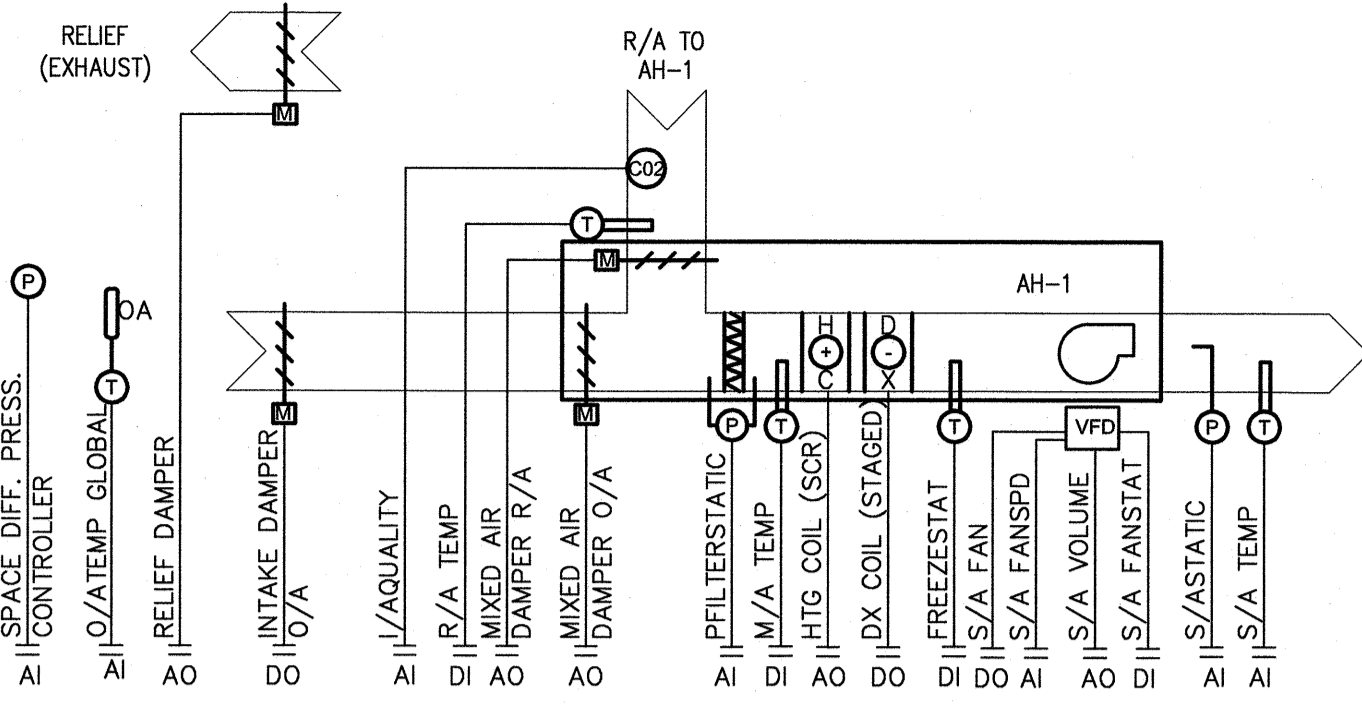 RELIEF
(EXHAUST)
M
R/A TO
AH-1
C02
T
M
AH-1
P
OA
T
H
+
C
D
-
X
M
M
P
T
T
VFD
P
T
SPACE DIFF. PRESS.
CONTROLLER
O/ATEMP GLOBAL
RELIEF DAMPER
INTAKE DAMPER
O/A
I/AQUALITY
R/A TEMP
MIXED AIR
DAMPER R/A
MIXED AIR
DAMPER O/A
PFILTERSTATIC
M/A TEMP
HTG COIL (SCR)
DX COIL (STAGED)
FREEZESTAT
S/A FAN
S/A FANSPD
S/A VOLUME
S/A FANSTAT
S/ASTATIC
S/A TEMP
AI
AI
AO
DO
AI
DI
AO
AO
AI
DI
AO
DO
DI
DO
AI
AO
DI
AI
AI